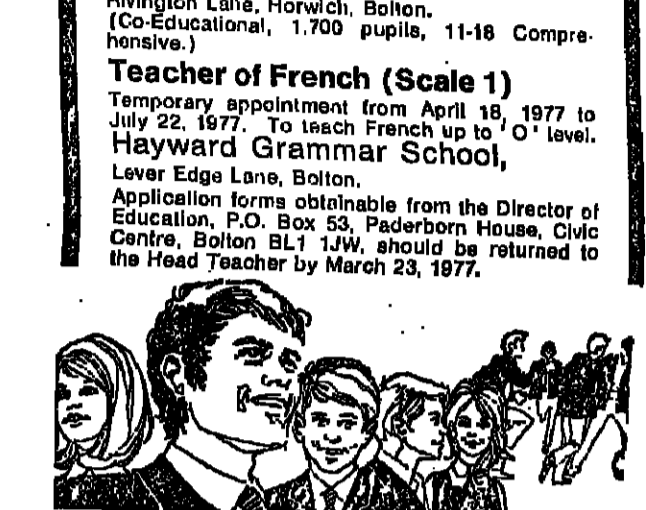 Rivington Lane, Horwich, Bolton.
(Co-Educational, 1,700 pupils, 11-18 Compre-
hensive.)
Teacher of French (Scale 1)
Temporary appointment from April 18, 1977 to
July 22, 1977. To teach French up to 'O' level.
Hayward Grammar School,
Lever Edge Lane, Bolton.
Application forms obtainable from the Director of
Education, P.O. Box 53, Paderborn House, Civic
Centre, Bolton BL1 1JW, should be returned to
the Head Teacher by March 23, 1977.